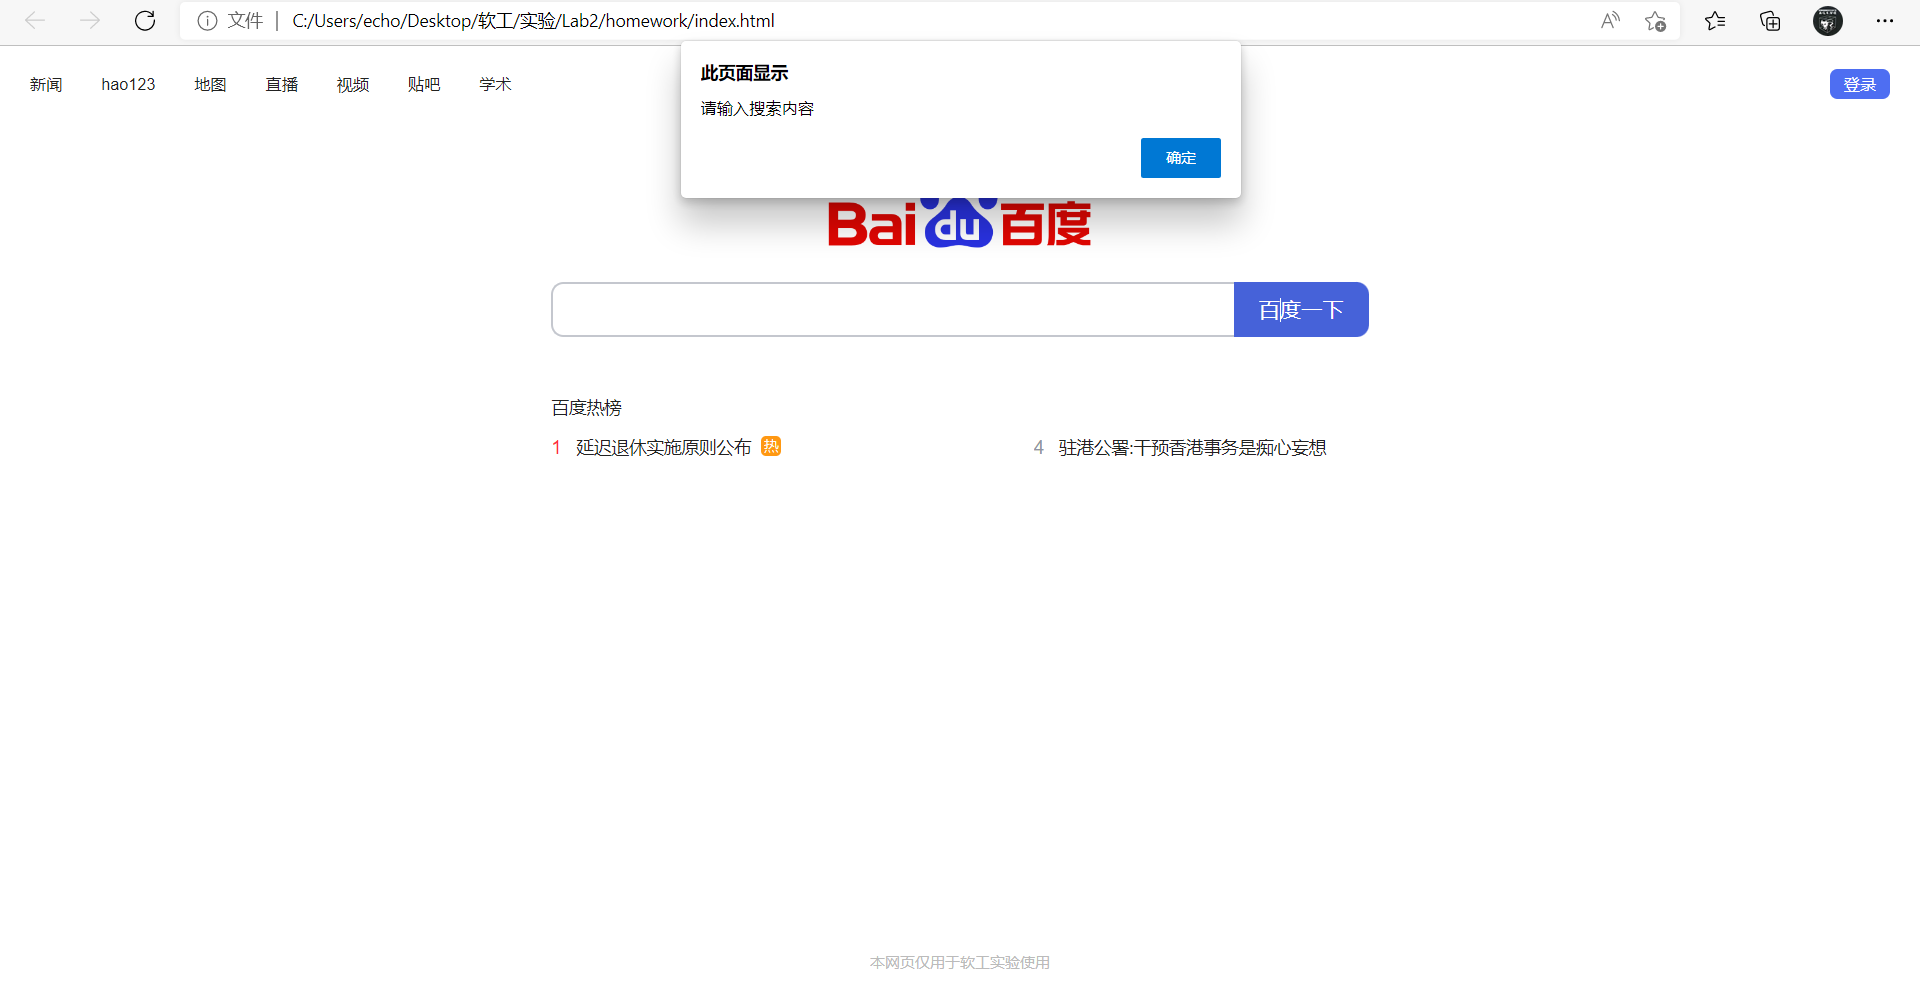 文件 | C:/Users/echo/Desktop/软工/实验/Lab2/homework/index.html
新闻 hao123 地图 直播 视频 贴吧 学术 登录
此页面显示
请输入搜索内容
确定
Bai du 百度
百度一下
百度热榜
1 延迟退休实施原则公布 热
4 驻港公署:干预香港事务是痴心妄想
本网页仅用于软工实验使用